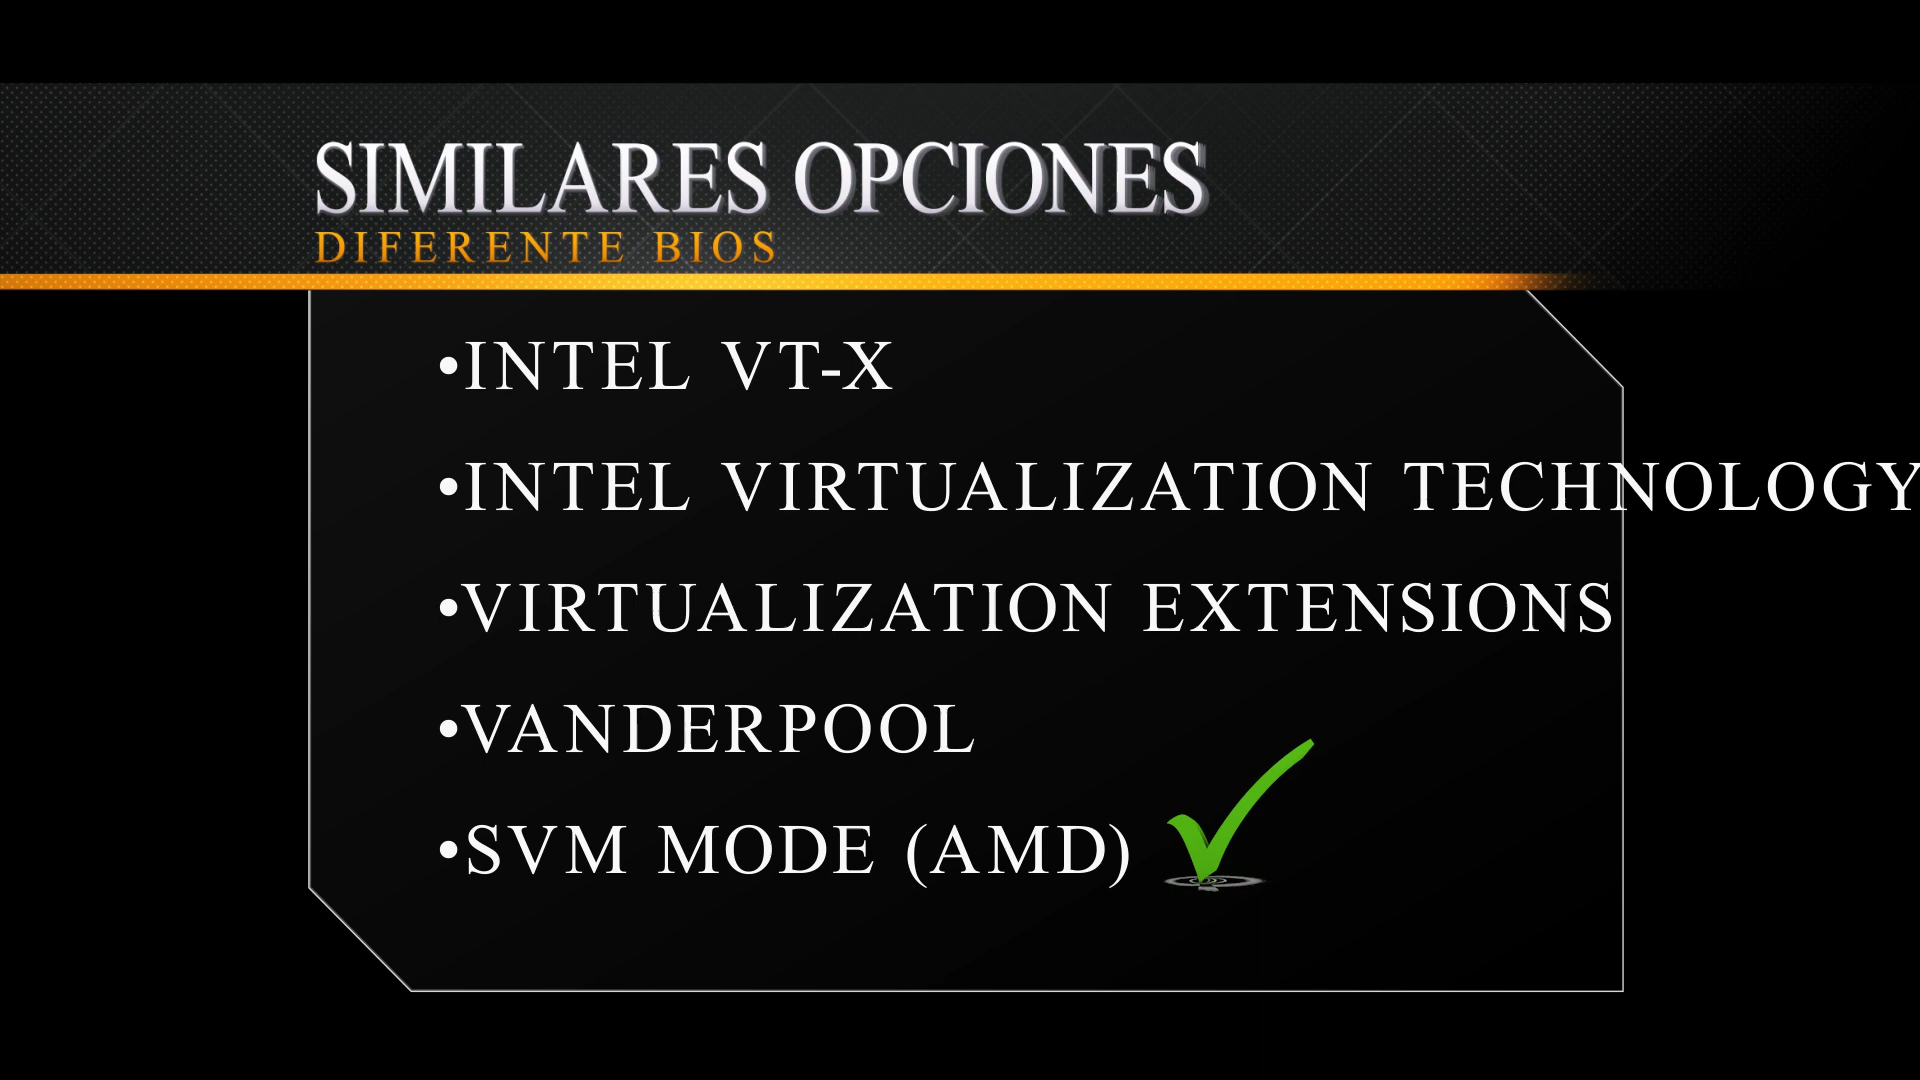 SIMILARES OPCIONES
DIFERENTE BIOS
•INTEL VT-X
•INTEL VIRTUALIZATION TECHNOLOGY
•VIRTUALIZATION EXTENSIONS
•VANDERPOOL
•SVM MODE (AMD)